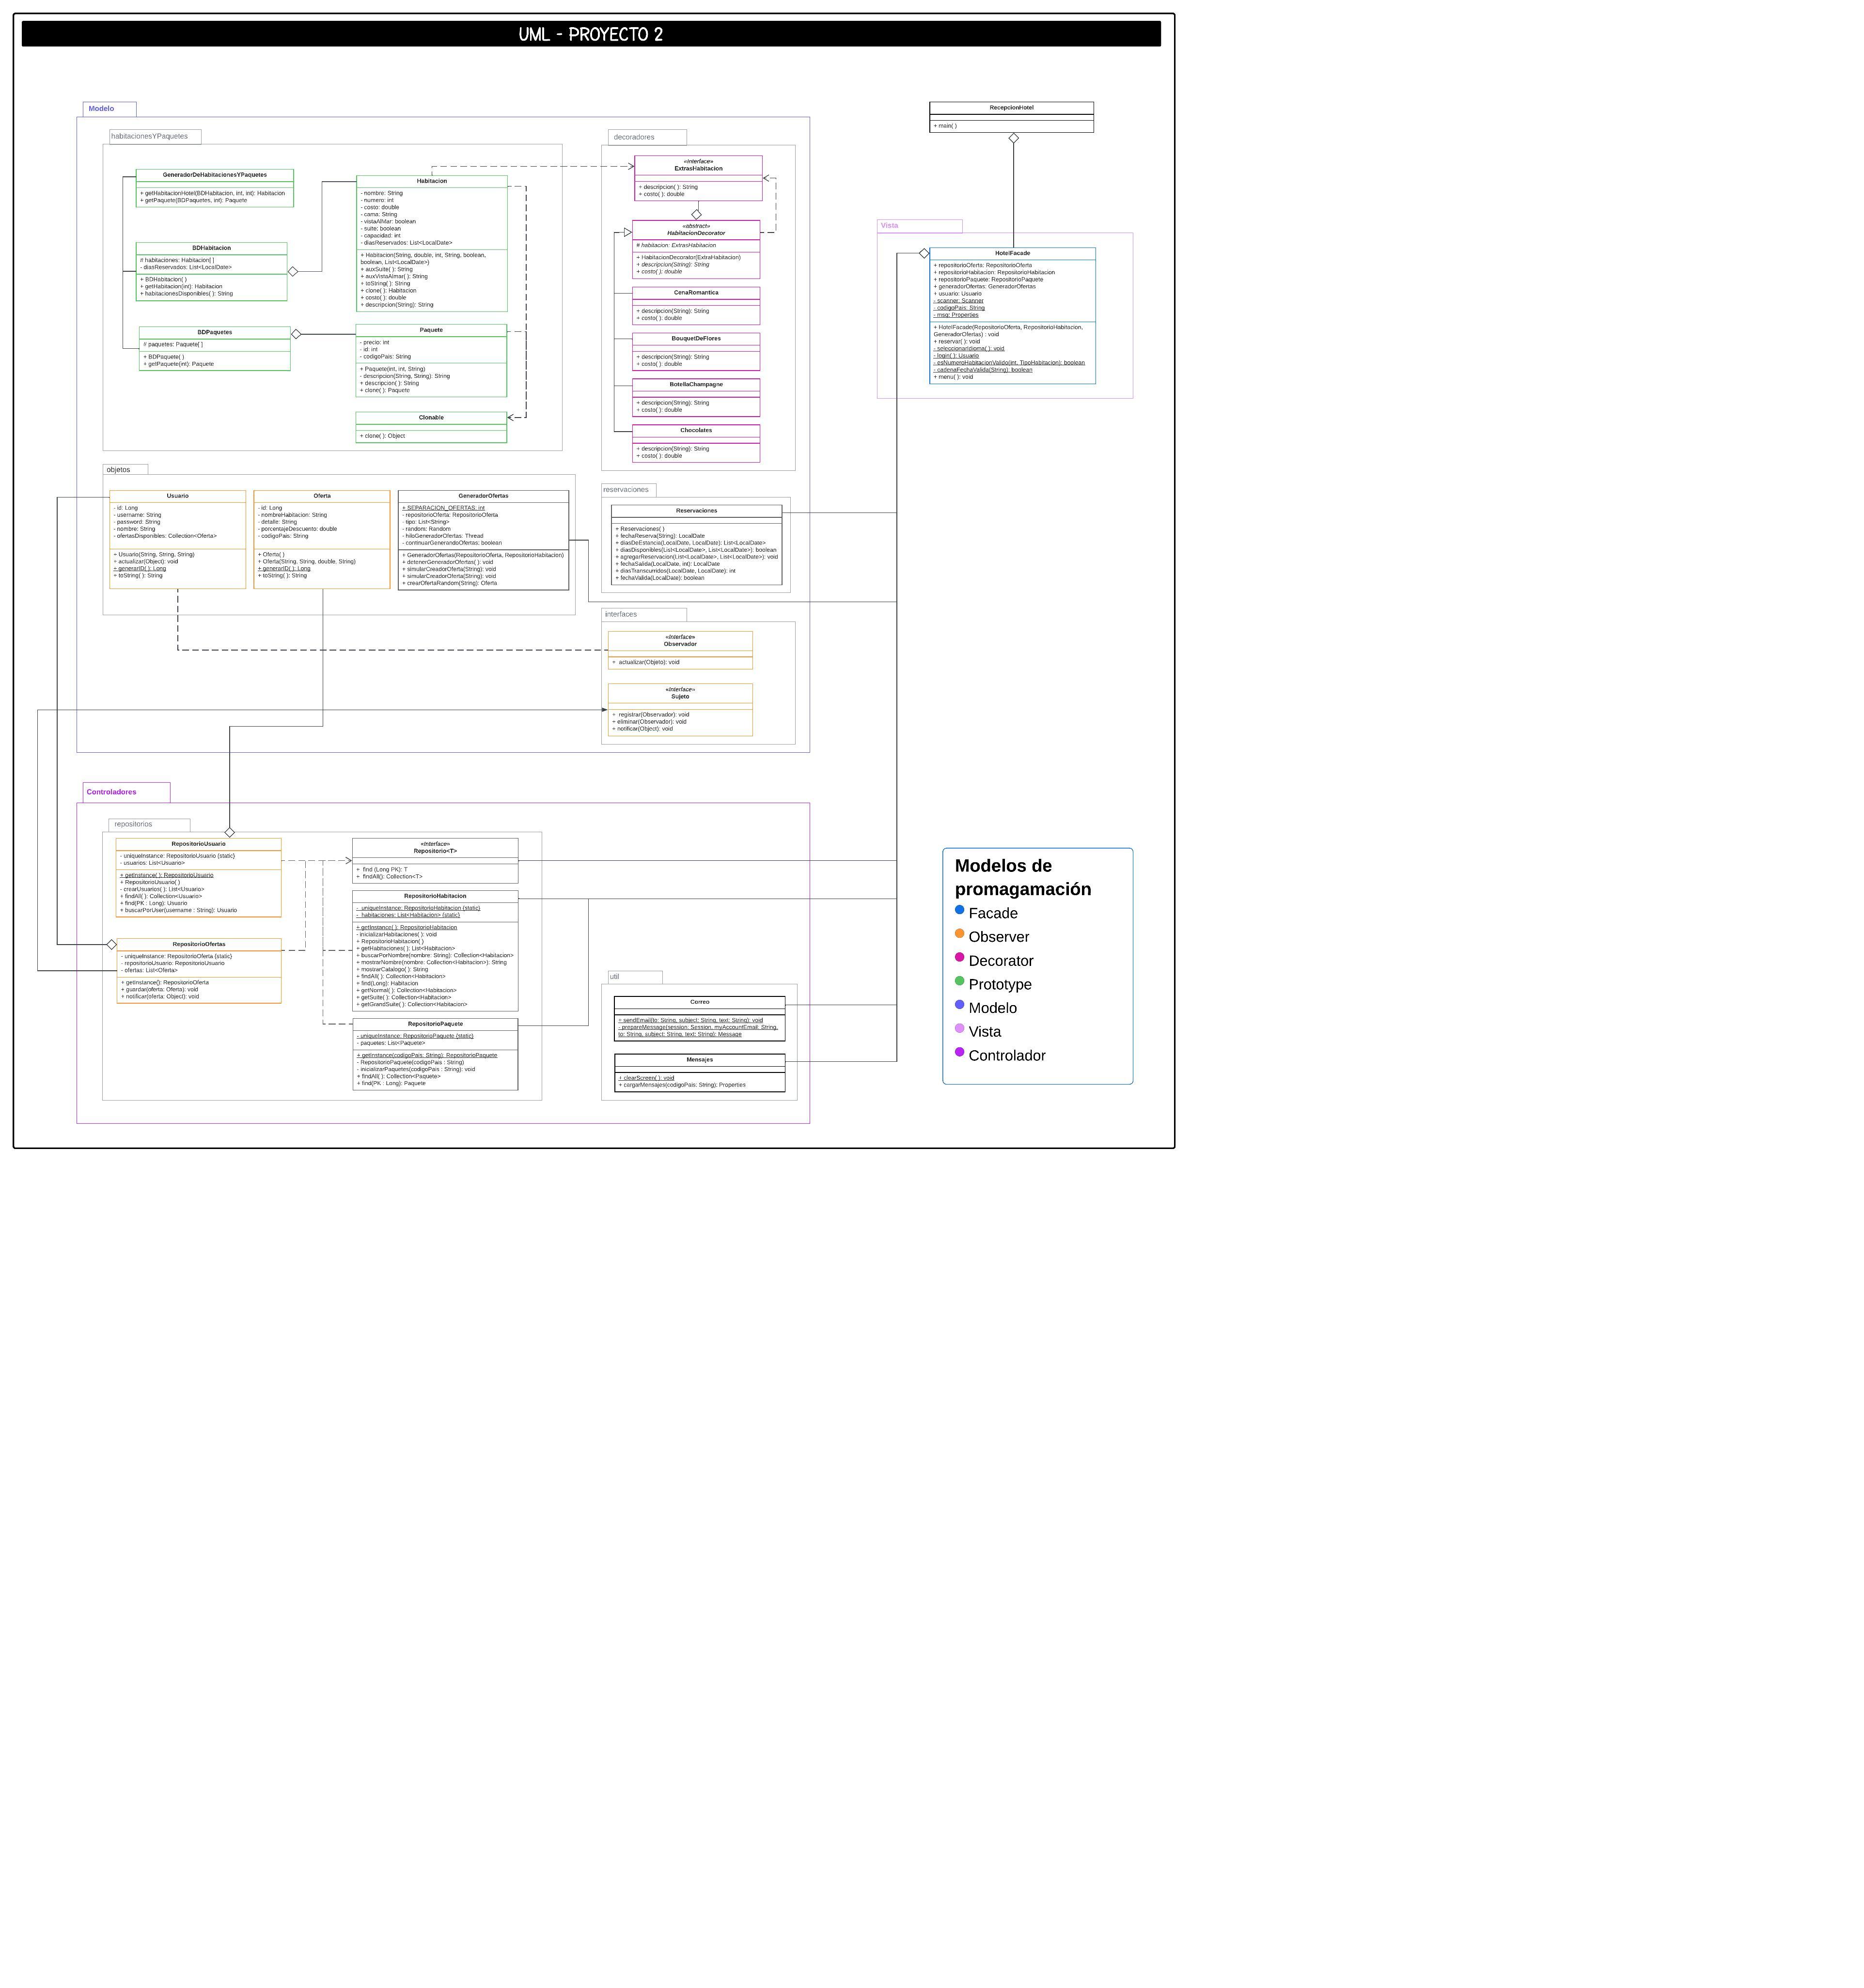 UML - PROYECTO 2
Modelo
habitacionesYPaquetes
GeneradorDeHabitacionesYPaquetes
+ getHabitacionHotel(BDHabitacion, int, int): Habitacion
+ getPaquete(BDPaquetes, int): Paquete
BDHabitacion
# habitaciones: Habitacion[ ]
- diasReservados: List<LocalDate>
+ BDHabitacion( )
+ getHabitacion(int): Habitacion
+ habitacionesDisponibles( ): String
BDPaquetes
# paquetes: Paquete[ ]
+ BDPaquete( )
+ getPaquete(int): Paquete
Habitacion
- nombre: String
- numero: int
- costo: double
- cama: String
- vistaAlMar: boolean
- suite: boolean
- capacidad: int
- diasReservados: List<LocalDate>
+ Habitacion(String, double, int, String, boolean,
boolean, List<LocalDate>)
+ auxSuite( ): String
+ auxVistaAlmar( ): String
+ toString( ): String
+ clone( ): Habitacion
+ costo( ): double
+ descripcion(String): String
Paquete
- precio: int
- id: int
- codigoPais: String
+ Paquete(int, int, String)
- descripcion(String, String): String
+ descripcion( ): String
+ clone( ): Paquete
Clonable
+ clone( ): Object
decoradores
«Interface»
ExtrasHabitacion
+ descripcion( ): String
+ costo( ): double
«abstract»
HabitacionDecorator
# habitacion: ExtrasHabitacion
+ HabitacionDecorator(ExtraHabitacion)
+ descripcion(String): String
+ costo( ): double
CenaRomantica
+ descripcion(String): String
+ costo( ): double
BouquetDeFlores
+ descripcion(String): String
+ costo( ): double
BotellaChampagne
+ descripcion(String): String
+ costo( ): double
Chocolates
+ descripcion(String): String
+ costo( ): double
RecepcionHotel
+ main( )
Vista
HotelFacade
+ repositorioOferta: RepositorioOferta
+ repositorioHabitacion: RepositorioHabitacion
+ repositorioPaquete: RepositorioPaquete
+ generadorOfertas: GeneradorOfertas
+ usuario: Usuario
- scanner: Scanner
- codigoPais: String
- msg: Properties
+ HotelFacade(RepositorioOferta, RepositorioHabitacion,
GeneradorOfertas) : void
+ reservar( ): void
- seleccionarIdioma( ): void
- login( ): Usuario
- esNumeroHabitacionValido(int, TipoHabitacion): boolean
- cadenaFechaValida(String): boolean
+ menu( ): void
objetos
Usuario
- id: Long
- username: String
- password: String
- nombre: String
- ofertasDisponibles: Collection<Oferta>
+ Usuario(String, String, String)
+ actualizar(Object): void
+ generarID( ): Long
+ toString( ): String
Oferta
- id: Long
- nombreHabitacion: String
- detalle: String
- porcentajeDescuento: double
- codigoPais: String
+ Oferta( )
+ Oferta(String, String, double, String)
+ generarID( ): Long
+ toString( ): String
GeneradorOfertas
+ SEPARACION_OFERTAS: int
- repositorioOferta: RepositorioOferta
- tipo: List<String>
- random: Random
- hiloGeneradorOfertas: Thread
- continuarGenerandoOfertas: boolean
+ GeneradorOfertas(RepositorioOferta, RepositorioHabitacion)
+ detenerGeneradorOfertas( ): void
+ simularCreadorOferta(String): void
+ simularCreadorOferta(String): void
+ crearOfertaRandom(String): Oferta
reservaciones
Reservaciones
+ Reservaciones( )
+ fechaReserva(String): LocalDate
+ diasDeEstancia(LocalDate, LocalDate): List<LocalDate>
+ diasDisponibles(List<LocalDate>, List<LocalDate>): boolean
+ agregarReservacion(List<LocalDate>, List<LocalDate>): void
+ fechaSalida(LocalDate, int): LocalDate
+ diasTranscurridos(LocalDate, LocalDate): int
+ fechaValida(LocalDate): boolean
interfaces
«Interface»
Observador
+ actualizar(Objeto): void
«Interface»
Sujeto
+ registrar(Observador): void
+ eliminar(Observador): void
+ notificar(Object): void
Controladores
repositorios
RepositorioUsuario
- uniqueInstance: RepositorioUsuario {static}
- usuarios: List<Usuario>
+ getInstance( ): RepositorioUsuario
+ RepositorioUsuario( )
- crearUsuarios( ): List<Usuario>
+ findAll( ): Collection<Usuario>
+ find(PK : Long): Usuario
+ buscarPorUser(username : String): Usuario
RepositorioOfertas
- uniqueInstance: RepositorioOferta {static}
- repositorioUsuario: RepositorioUsuario
- ofertas: List<Oferta>
+ getInstance(): RepositorioOferta
+ guardar(oferta: Oferta): void
+ notificar(oferta: Object): void
«Interface»
Repositorio<T>
+ find (Long PK): T
+ findAll(): Collection<T>
RepositorioHabitacion
- uniqueInstance: RepositorioHabitacion {static}
- habitaciones: List<Habitacion> {static}
+ getInstance( ): RepositorioHabitacion
- inicializarHabitaciones( ): void
+ RepositorioHabitacion( )
+ getHabitaciones( ): List<Habitacion>
+ buscarPorNombre(nombre: String): Collection<Habitacion>
+ mostrarNombre(nombre: Collection<Habitacion>): String
+ mostrarCatalogo( ): String
+ findAll( ): Collection<Habitacion>
+ find(Long): Habitacion
+ getNormal( ): Collection<Habitacion>
+ getSuite( ): Collection<Habitacion>
+ getGrandSuite( ): Collection<Habitacion>
RepositorioPaquete
- uniqueInstance: RepositorioPaquete {static}
- paquetes: List<Paquete>
+ getInstance(codigoPais: String): RepositorioPaquete
- RepositorioPaquete(codigoPais : String)
- inicializarPaquetes(codigoPais : String): void
+ findAll( ): Collection<Paquete>
+ find(PK : Long): Paquete
util
Correo
+ sendEmail(to: String, subject: String, text: String): void
- prepareMessage(session: Session, myAccountEmail: String,
to: String, subject: String, text: String): Message
Mensajes
+ clearScreen( ): void
+ cargarMensajes(codigoPais: String): Properties
Modelos de
promagamación
Facade
Observer
Decorator
Prototype
Modelo
Vista
Controlador